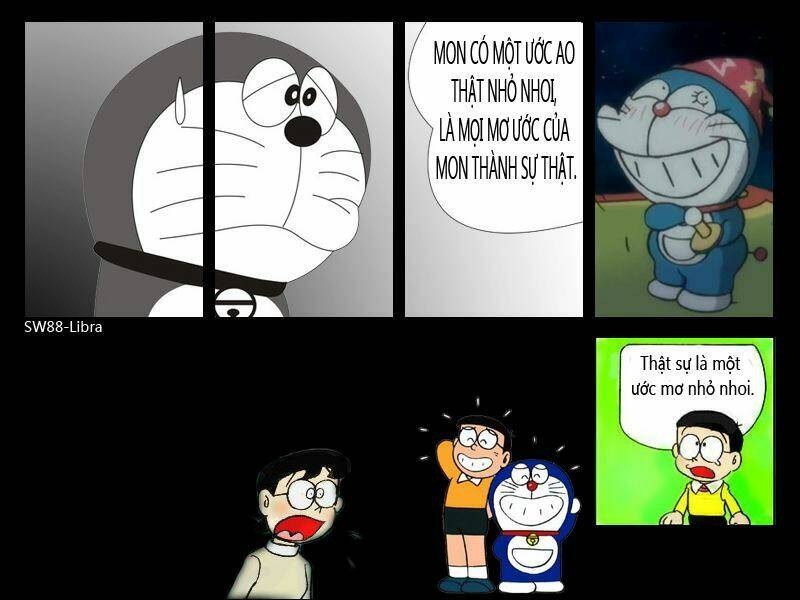 MON CÓ MỘT ƯỚC AO
THẬT NHỎ NHOI,
LÀ MỌI MƠ ƯỚC CỦA
MON THÀNH SỰ THẬT.
SW88-Libra
Thật sự là một
ước mơ nhỏ nhoi.